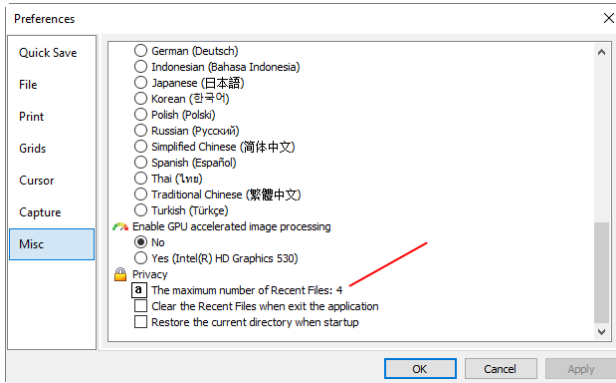 Preferences
Quick Save
File
Print
Grids
Cursor
Capture
Misc
German (Deutsch)
Indonesian (Bahasa Indonesia)
Japanese (日本語)
Korean (한국어)
Polish (Polski)
Russian (Русский)
Simplified Chinese (简体中文)
Spanish (Español)
Thai (ไทย)
Traditional Chinese (繁體中文)
Turkish (Türkçe)
Enable GPU accelerated image processing
No
Yes (Intel(R) HD Graphics 530)
Privacy
a The maximum number of Recent Files: 4
Clear the Recent Files when exit the application
Restore the current directory when startup
OK Cancel Apply